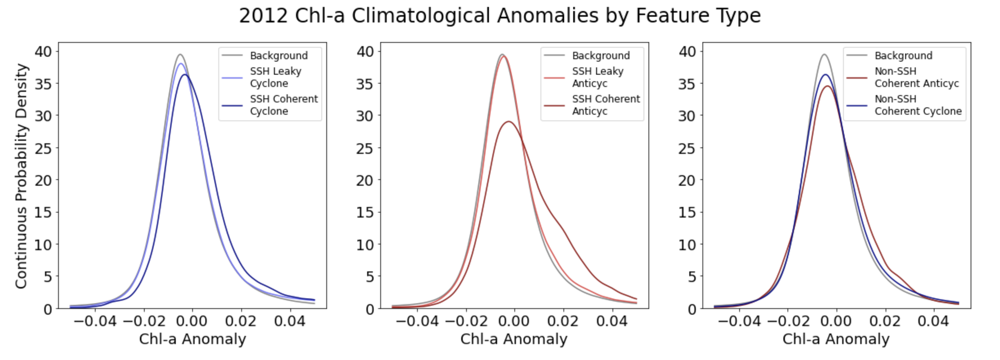 2012 Chl-a Climatological Anomalies by Feature Type
Continuous Probability Density
40
35
30
25
20
15
10
5
0
−0.04 −0.02 0.00 0.02 0.04
Chl-a Anomaly
Background
SSH Leaky
Cyclone
SSH Coherent
Cyclone
40
35
30
25
20
15
10
5
0
−0.04 −0.02 0.00 0.02 0.04
Chl-a Anomaly
Background
SSH Leaky
Anticyc
SSH Coherent
Anticyc
40
35
30
25
20
15
10
5
0
−0.04 −0.02 0.00 0.02 0.04
Chl-a Anomaly
Background
Non-SSH
Coherent Anticyc
Non-SSH
Coherent Cyclone